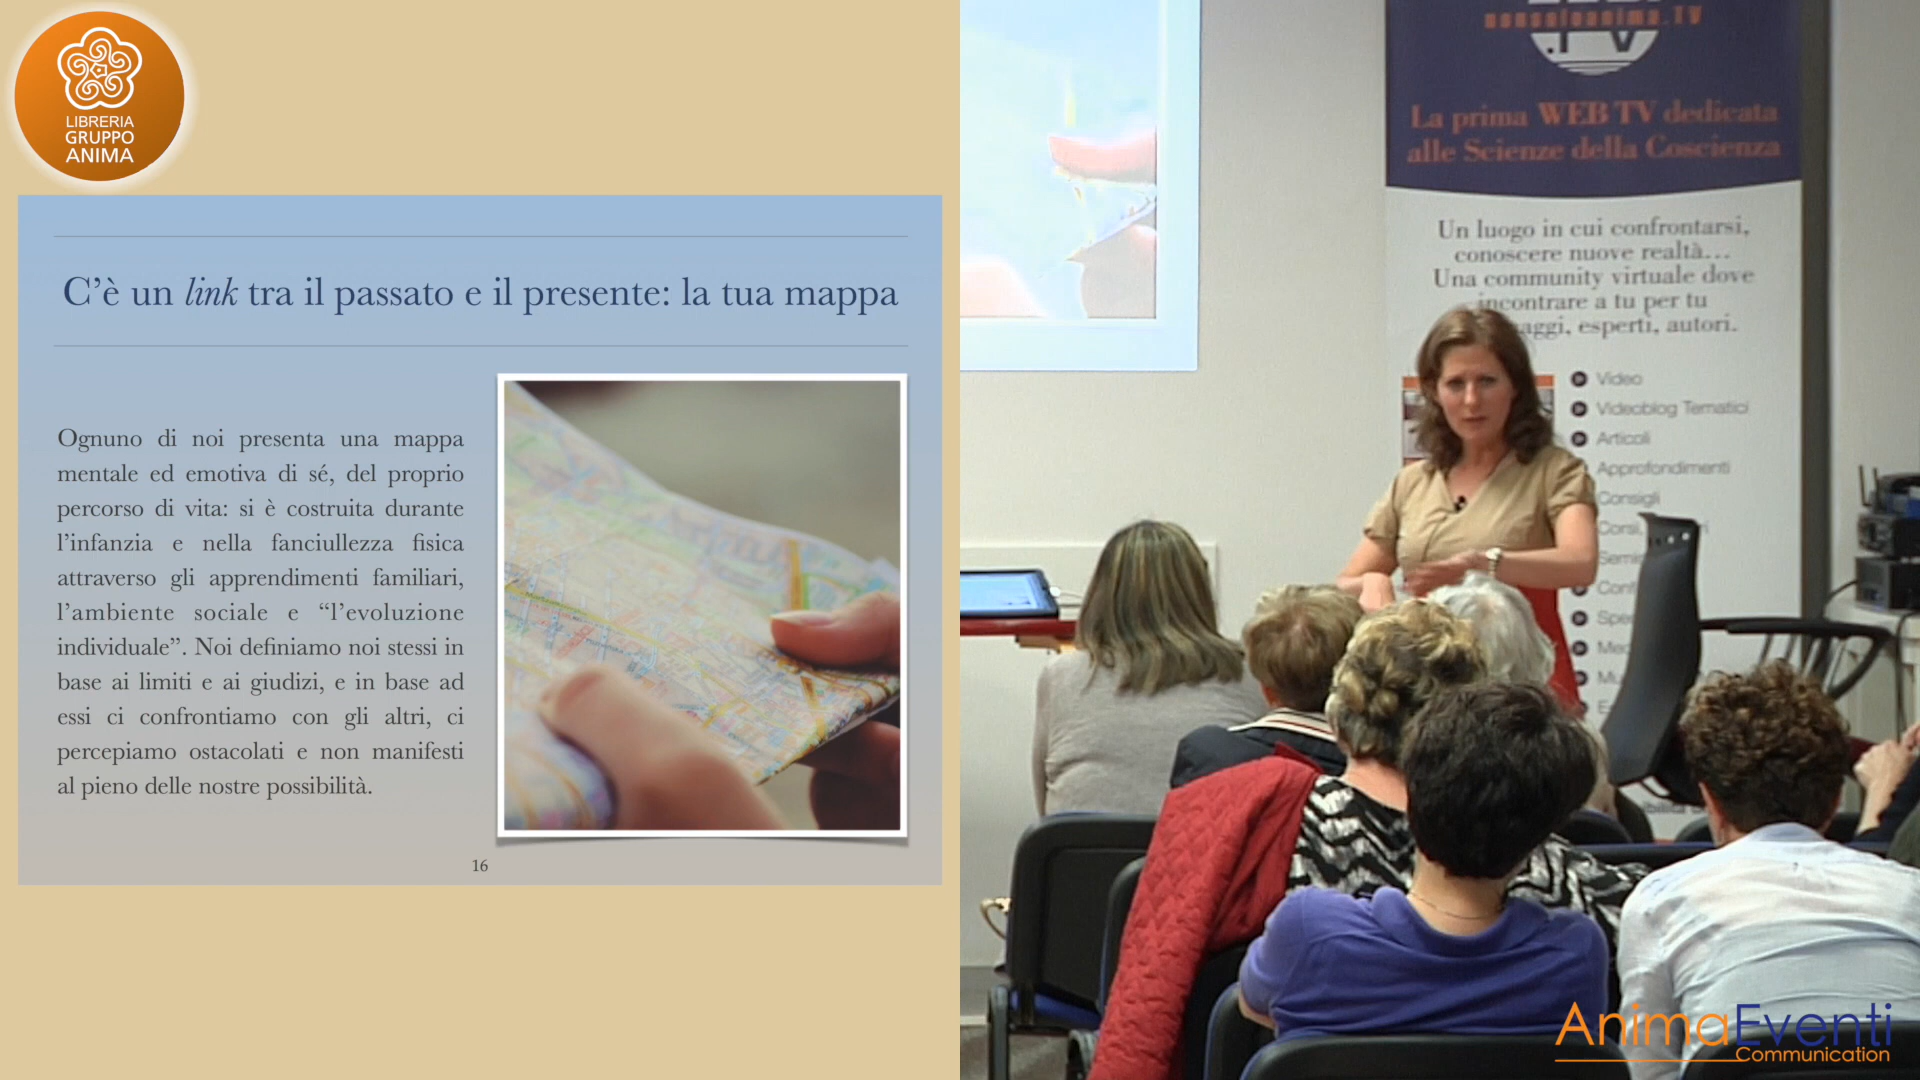 LIBRERIA
GRUPPO
ANIMA
C’è un link tra il passato e il presente: la tua mappa
Ognuno di noi presenta una mappa
mentale ed emotiva di sé, del proprio
percorso di vita: si è costruita durante
l’infanzia e nella fanciullezza fisica
attraverso gli apprendimenti familiari,
l’ambiente sociale e “l’evoluzione
individuale”. Noi definiamo noi stessi in
base ai limiti e ai giudizi, e in base ad
essi ci confrontiamo con gli altri, ci
percepiamo ostacolati e non manifesti
al pieno delle nostre possibilità.
16
nonsoloanima.TV
.TV
La prima WEB TV dedicata
alle Scienze della Coscienza
Un luogo in cui confrontarsi,
conoscere nuove realtà...
Una community virtuale dove
incontrare a tu per tu
aggi, esperti, autori.
Video
Videoblog Tematici
Articoli
Approfondimenti
Consigli
Corsi,
AnimaEventi
Communication